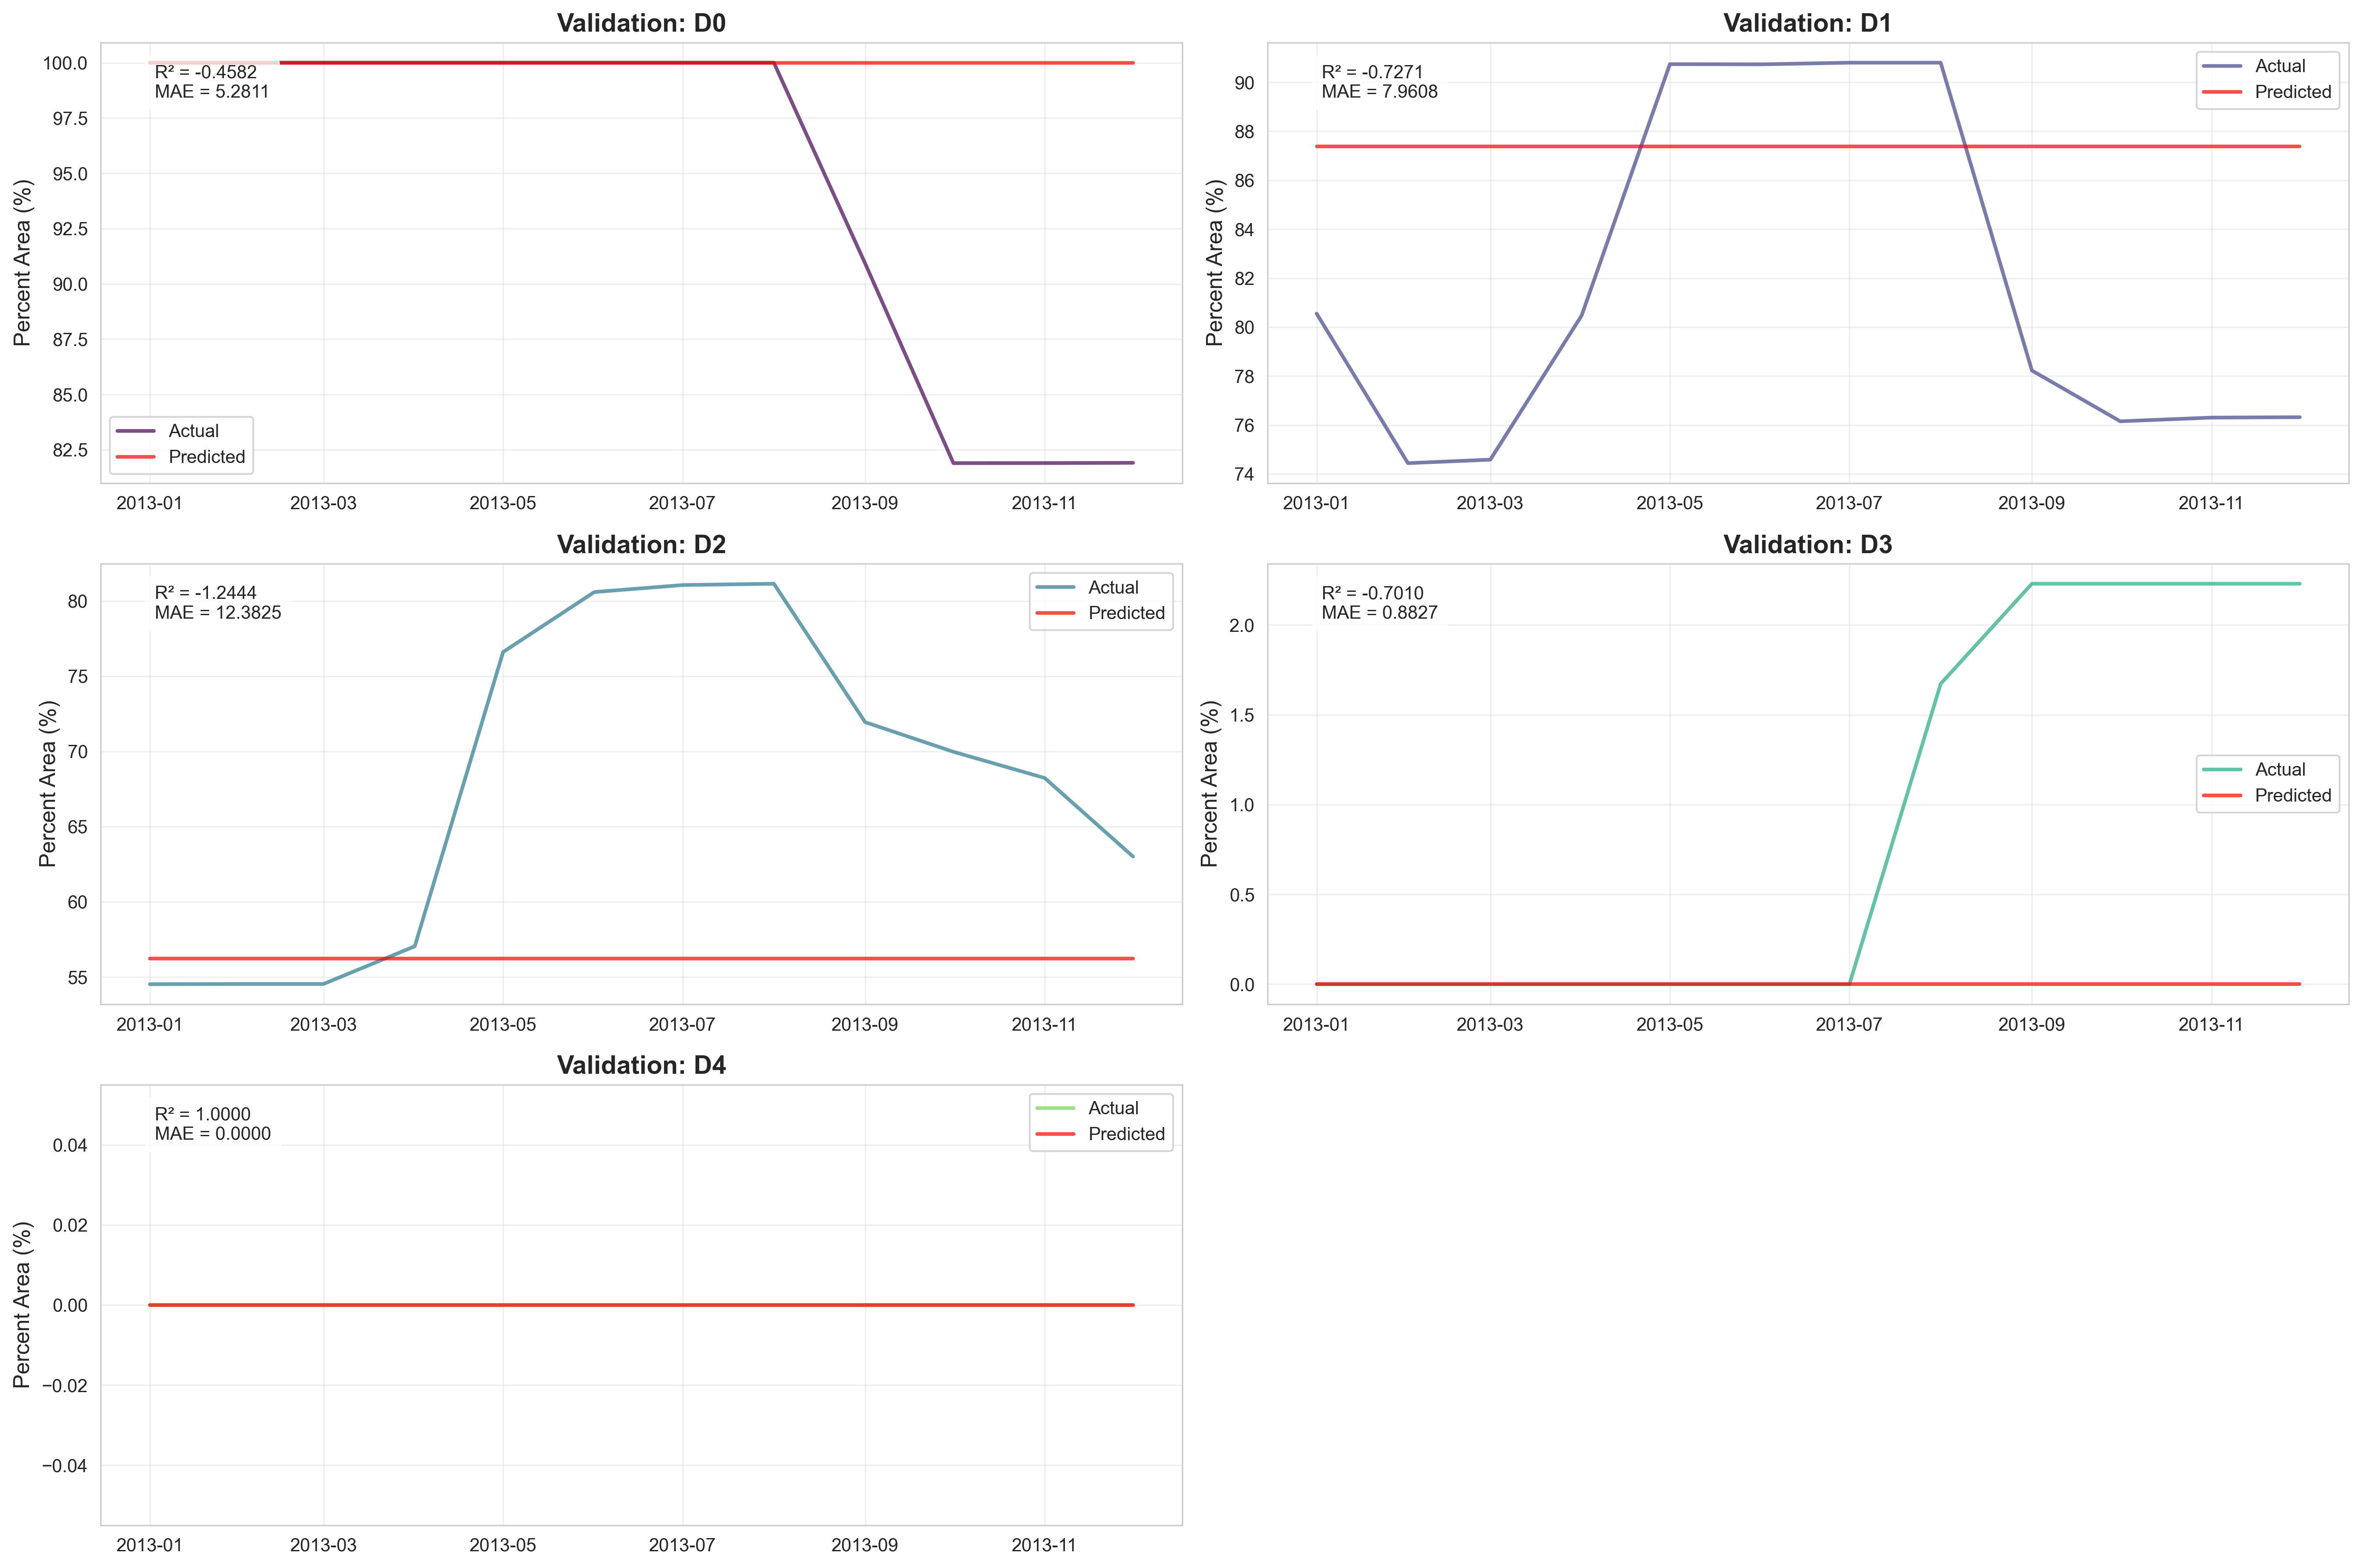 Validation: D0
Percent Area (%)
100.0
97.5
95.0
92.5
90.0
87.5
85.0
82.5
R² = -0.4582
MAE = 5.2811
Actual
Predicted
2013-01 2013-03 2013-05 2013-07 2013-09 2013-11
Validation: D1
Percent Area (%)
90
88
86
84
82
80
78
76
74
R² = -0.7271
MAE = 7.9608
Actual
Predicted
2013-01 2013-03 2013-05 2013-07 2013-09 2013-11
Validation: D2
Percent Area (%)
80
75
70
65
60
55
R² = -1.2444
MAE = 12.3825
Actual
Predicted
2013-01 2013-03 2013-05 2013-07 2013-09 2013-11
Validation: D3
Percent Area (%)
2.0
1.5
1.0
0.5
0.0
R² = -0.7010
MAE = 0.8827
Actual
Predicted
2013-01 2013-03 2013-05 2013-07 2013-09 2013-11
Validation: D4
Percent Area (%)
0.04
0.02
0.00
−0.02
−0.04
R² = 1.0000
MAE = 0.0000
Actual
Predicted
2013-01 2013-03 2013-05 2013-07 2013-09 2013-11